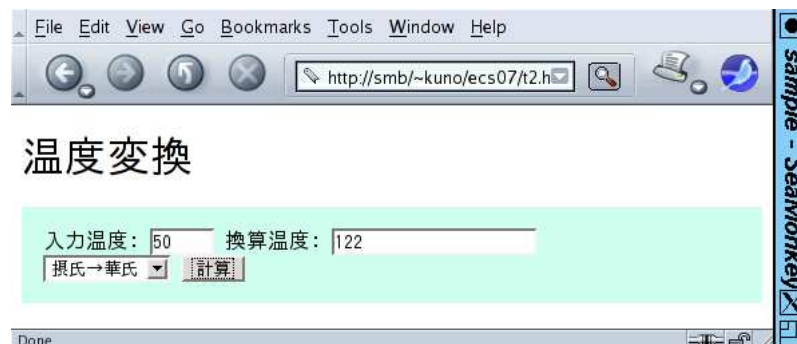 File Edit View Go Bookmarks Tools Window Help
http://smb/~kuno/ecs07/t2.h
温度変換
入力温度: 50 換算温度: 122
摂氏→華氏 計算
Done
sample - SeaMonkey